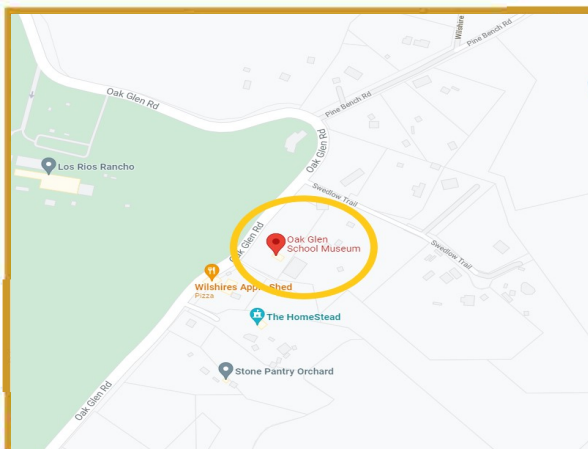 Wilshire
Pine Bench Rd
Oak Glen Rd
Pine Bench Rd
Oak Glen Rd
Los Rios Rancho
Swedlow Trail
Oak Glen Rd
Oak Glen
School Museum
Swedlow Trail
Wilshires Apple Shed
Pizza
The HomeStead
Stone Pantry Orchard
Oak Glen Rd